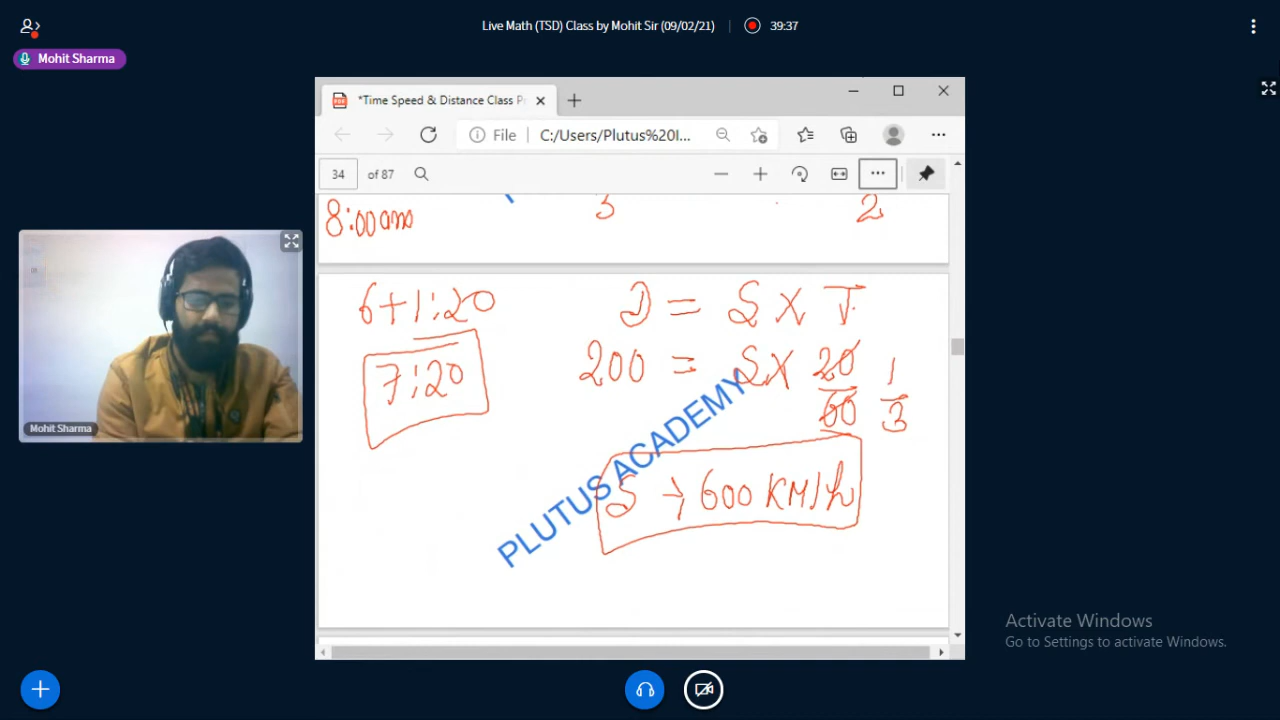 Live Math (TSD) Class by Mohit Sir (09/02/21)
39:37
Mohit Sharma
*Time Speed & Distance Class P
File
C:/Users/Plutus%20I...
34 of 87
8:00am
3
2
6+1:20
7:20
D = S X T
200 = S X 20/60 1/3
S → 600 KM/h
PLUTUS ACADEMY
Mohit Sharma
Activate Windows
Go to Settings to activate Windows.